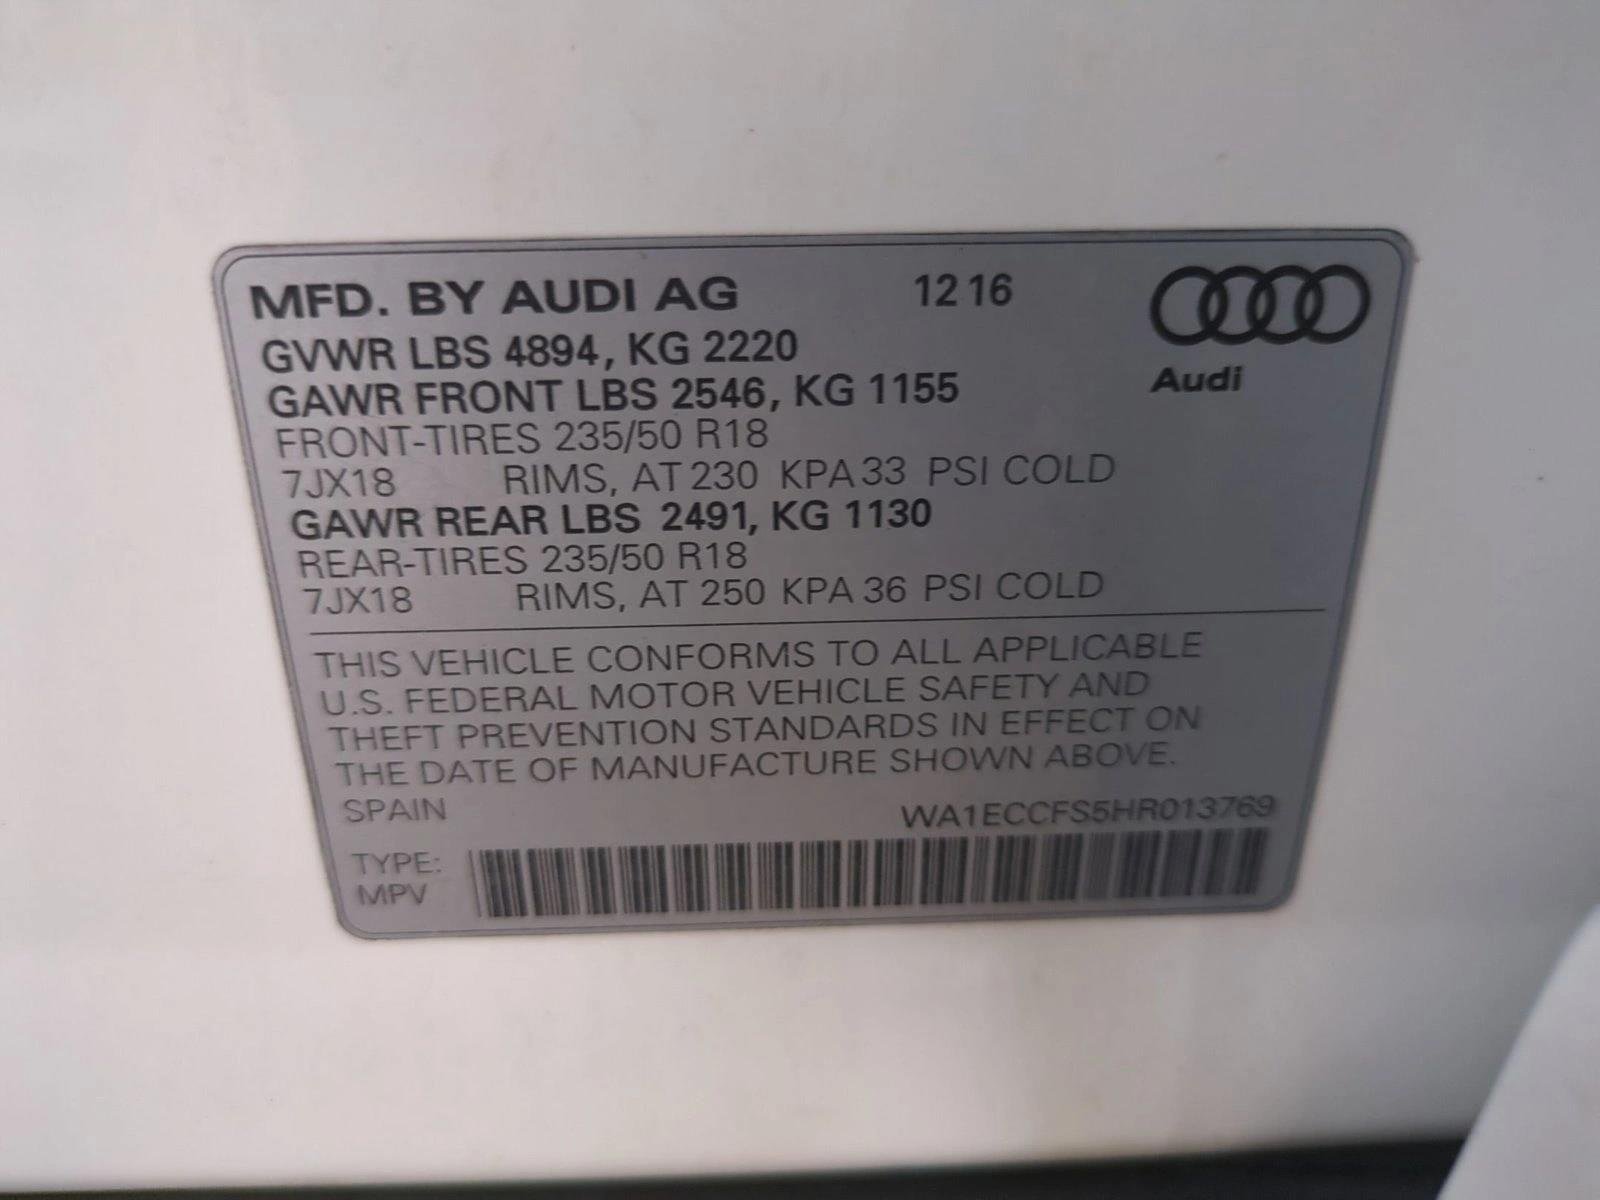 MFD. BY AUDI AG 12 16
Audi
GVWR LBS 4894, KG 2220
GAWR FRONT LBS 2546, KG 1155
FRONT-TIRES 235/50 R18
7JX18 RIMS, AT 230 KPA 33 PSI COLD
GAWR REAR LBS 2491, KG 1130
REAR-TIRES 235/50 R18
7JX18 RIMS, AT 250 KPA 36 PSI COLD
THIS VEHICLE CONFORMS TO ALL APPLICABLE
U.S. FEDERAL MOTOR VEHICLE SAFETY AND
THEFT PREVENTION STANDARDS IN EFFECT ON
THE DATE OF MANUFACTURE SHOWN ABOVE.
SPAIN WA1ECCFS5HR013769
TYPE:
MPV